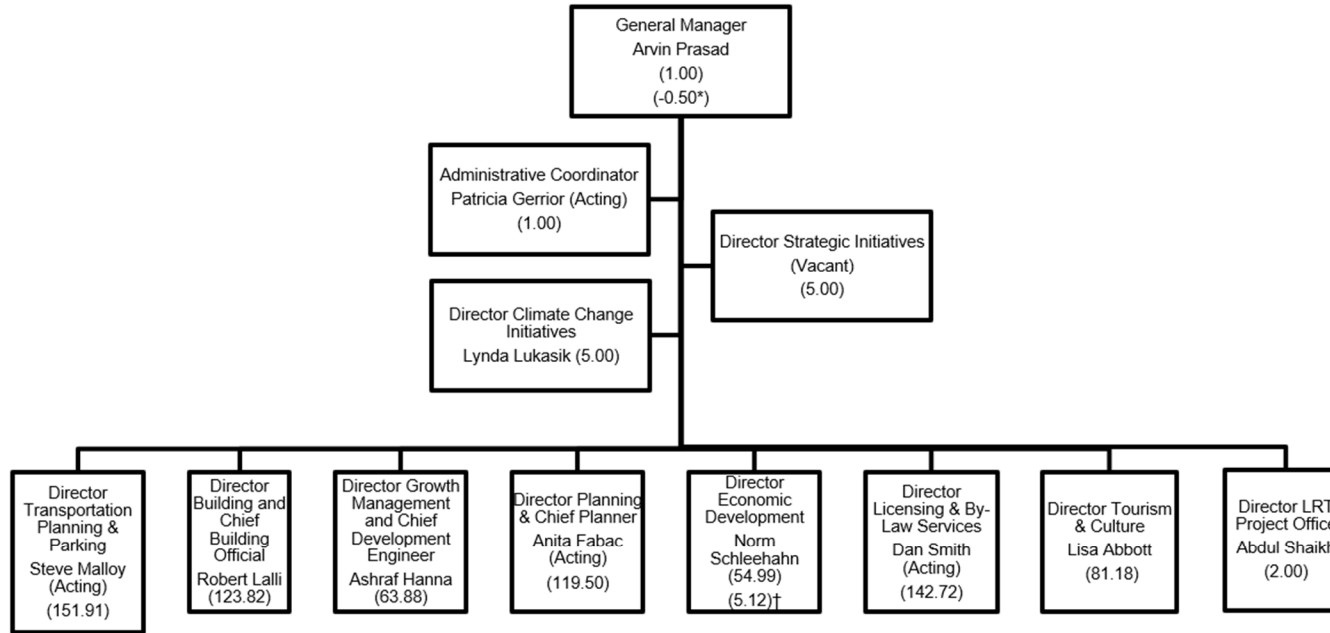 General Manager
Arvin Prasad
(1.00)
(-0.50*)
Administrative Coordinator
Patricia Gerrior (Acting)
(1.00)
Director Strategic Initiatives
(Vacant)
(5.00)
Director Climate Change
Initiatives
Lynda Lukasik (5.00)
Director
Transportation
Planning &
Parking
Steve Malloy
(Acting)
(151.91)
Director
Building and
Chief
Building
Official
Robert Lalli
(123.82)
Director Growth
Management
and Chief
Development
Engineer
Ashraf Hanna
(63.88)
Director Planning
& Chief Planner
Anita Fabac
(Acting)
(119.50)
Director
Economic
Development
Norm
Schleehahn
(54.99)
(5.12)†
Director
Licensing & By-
Law Services
Dan Smith
(Acting)
(142.72)
Director Tourism
& Culture
Lisa Abbott
(81.18)
Director LRT
Project Office
Abdul Shaikh
(2.00)